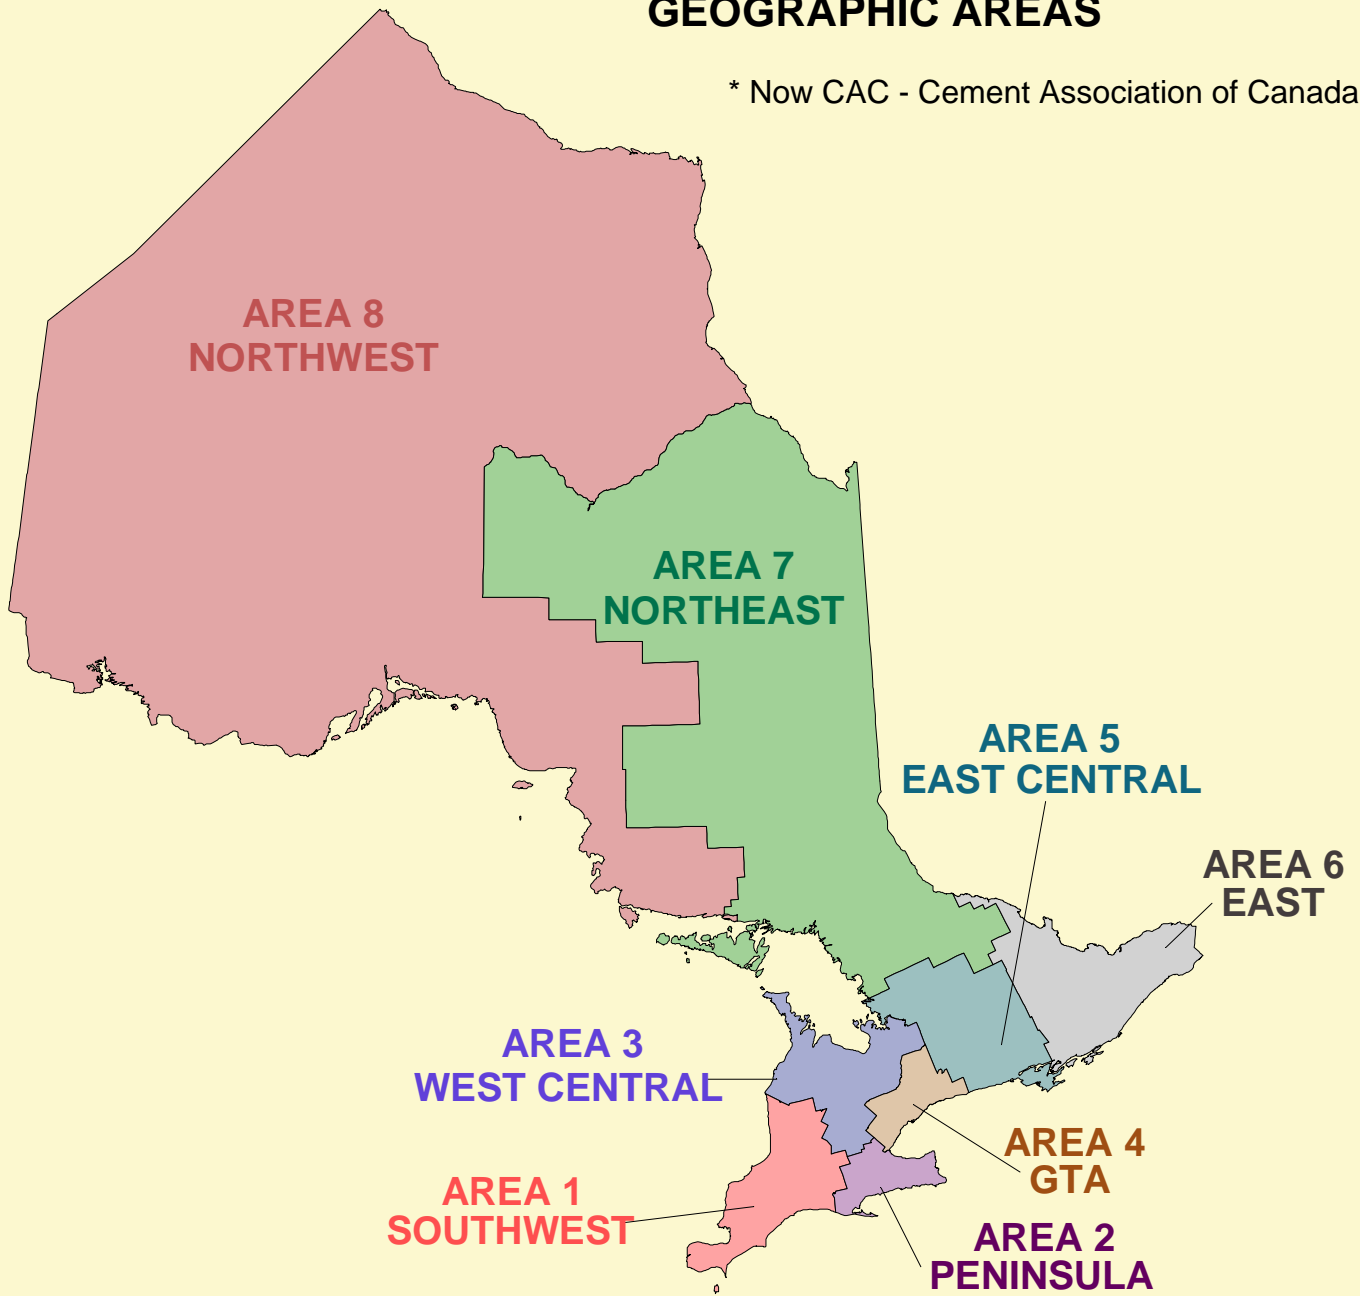 GEOGRAPHIC AREAS
* Now CAC - Cement Association of Canada
AREA 8
NORTHWEST
AREA 7
NORTHEAST
AREA 5
EAST CENTRAL
AREA 6
EAST
AREA 3
WEST CENTRAL
AREA 4
GTA
AREA 1
SOUTHWEST
AREA 2
PENINSULA